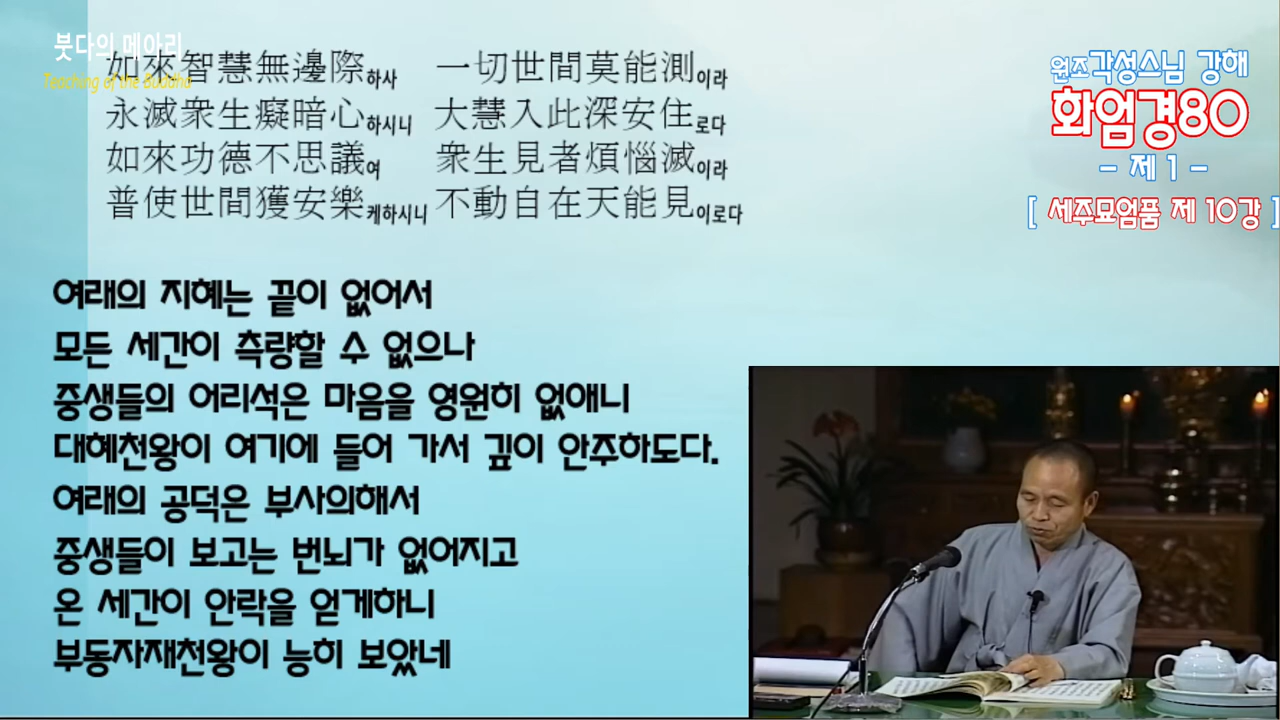 붓다의 메아리
Teaching of the Buddha
如來智慧無邊際하사 一切世間莫能測이라
永滅衆生癡暗心하시니 大慧入此深安住로다
如來功德不思議여 衆生見者煩惱滅이라
普使世間獲安樂케하시니 不動自在天能見이로다
원조각성스님 강해
화엄경80
- 제 1 -
[ 세주묘엄품 제 10강 ]
여래의 지혜는 끝이 없어서
모든 세간이 측량할 수 없으나
중생들의 어리석은 마음을 영원히 없애니
대혜천왕이 여기에 들어 가서 깊이 안주하도다.
여래의 공덕은 부사의해서
중생들이 보고는 번뇌가 없어지고
온 세간이 안락을 얻게하니
부동자재천왕이 능히 보았네